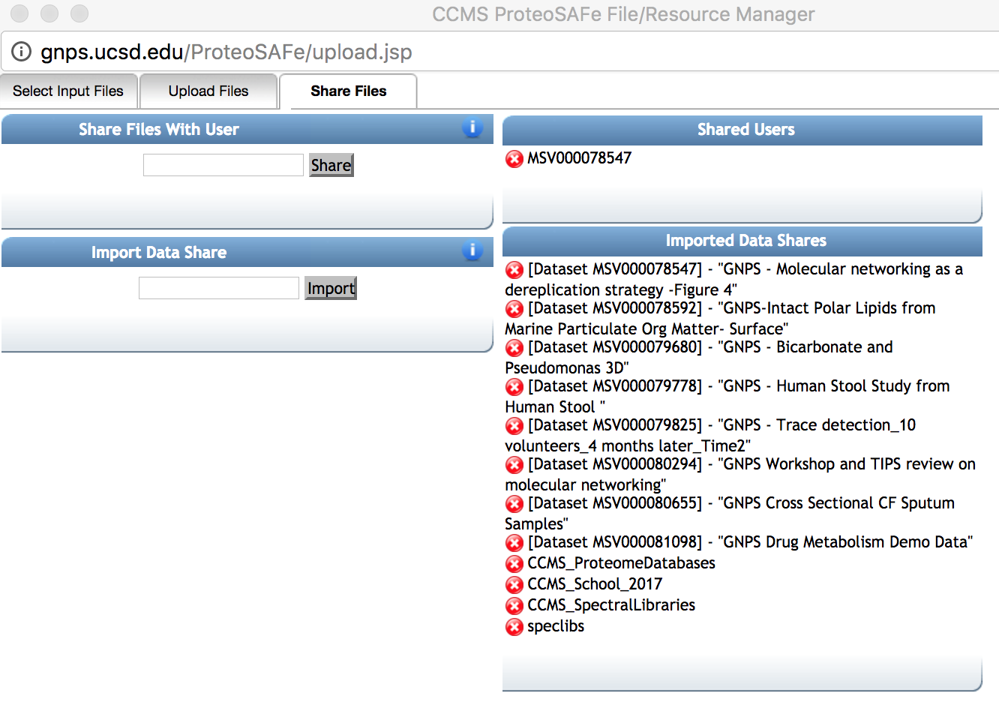 CCMS ProteoSAFe File/Resource Manager
gnps.ucsd.edu/ProteoSAFe/upload.jsp
Select Input Files
Upload Files
Share Files
Share Files With User
Share
Import Data Share
Import
Shared Users
MSV000078547
Imported Data Shares
[Dataset MSV000078547] - "GNPS - Molecular networking as a
dereplication strategy -Figure 4"
[Dataset MSV000078592] - "GNPS-Intact Polar Lipids from
Marine Particulate Org Matter- Surface"
[Dataset MSV000079680] - "GNPS - Bicarbonate and
Pseudomonas 3D"
[Dataset MSV000079778] - "GNPS - Human Stool Study from
Human Stool "
[Dataset MSV000079825] - "GNPS - Trace detection_10
volunteers_4 months later_Time2"
[Dataset MSV000080294] - "GNPS Workshop and TIPS review on
molecular networking"
[Dataset MSV000080655] - "GNPS Cross Sectional CF Sputum
Samples"
[Dataset MSV000081098] - "GNPS Drug Metabolism Demo Data"
CCMS_ProteomeDatabases
CCMS_School_2017
CCMS_SpectralLibraries
speclibs